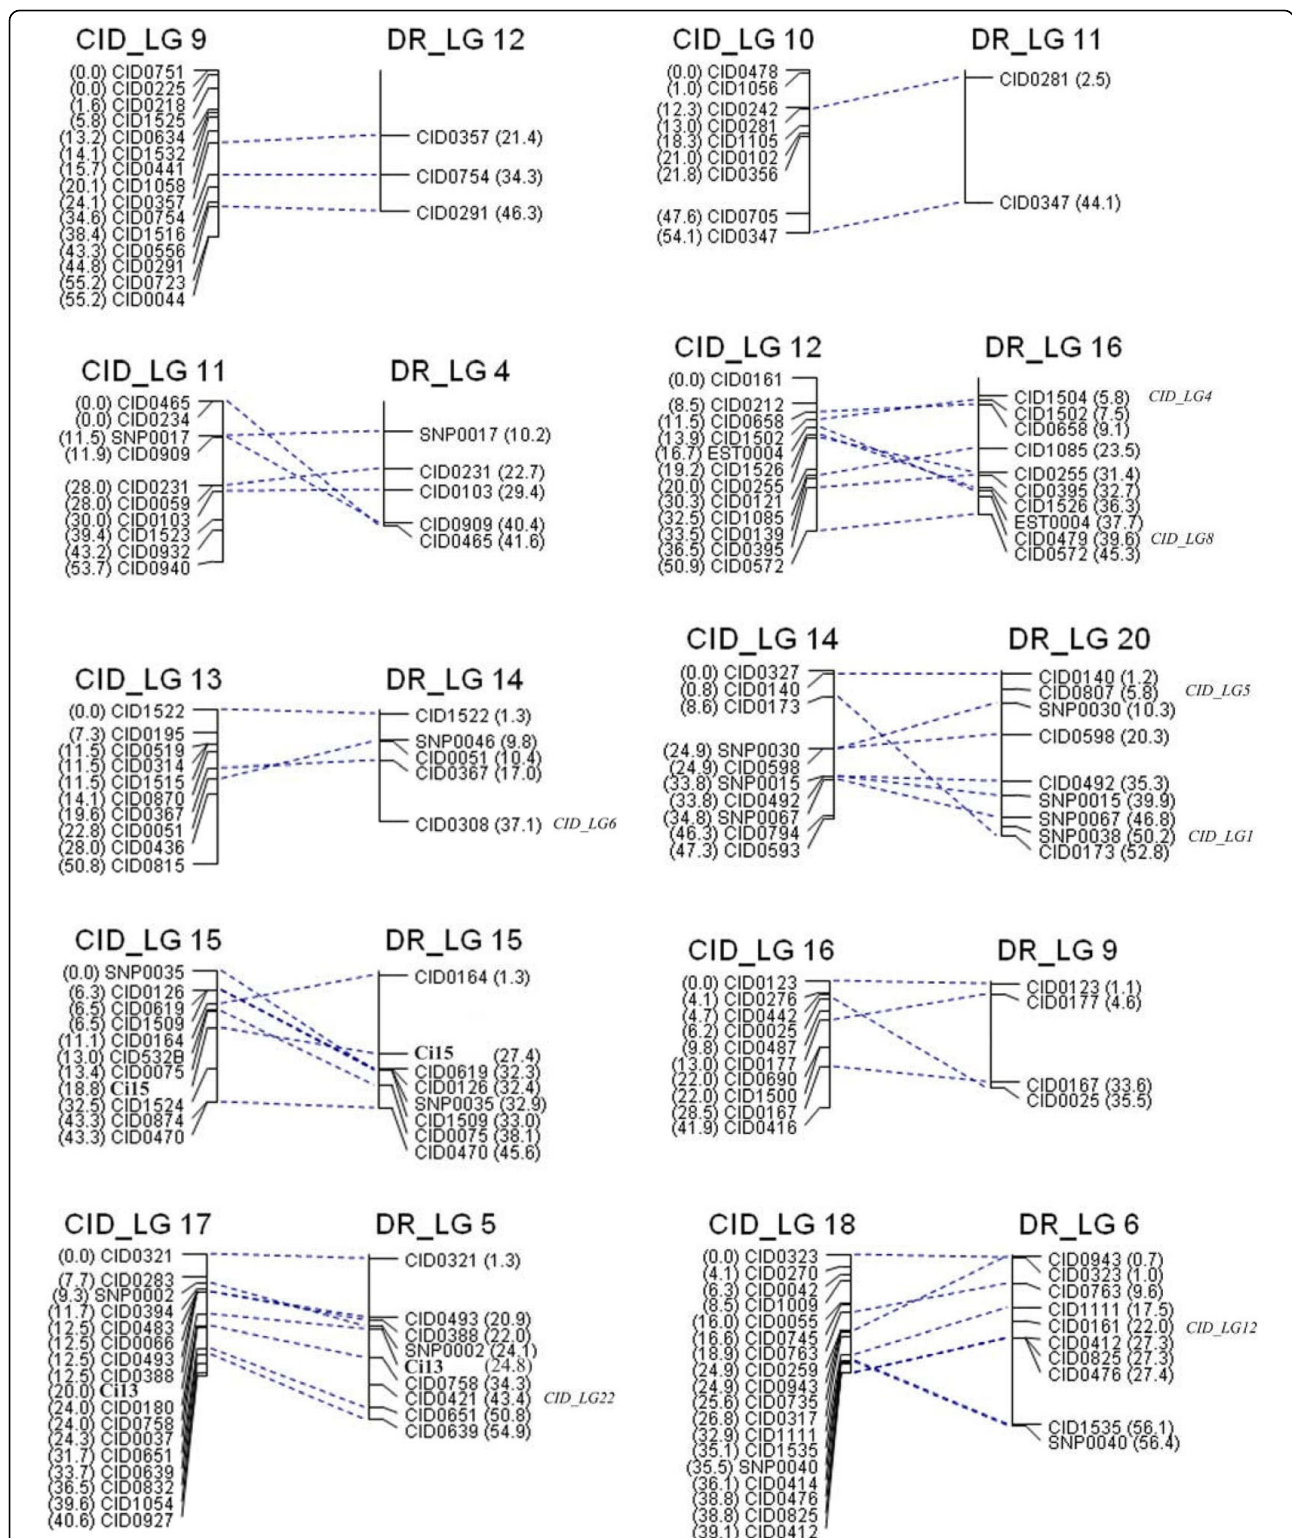 CID_LG 9
(0.0) CID0751
(0.0) CID0225
(1.6) CID0218
(5.8) CID1525
(13.2) CID0634
(14.1) CID1532
(15.7) CID0441
(20.1) CID1058
(24.1) CID0357
(34.6) CID0754
(38.4) CID1516
(43.3) CID0556
(44.8) CID0291
(55.2) CID0723
(55.2) CID0044
DR_LG 12
CID0357 (21.4)
CID0754 (34.3)
CID0291 (46.3)
CID_LG 10
(0.0) CID0478
(1.0) CID1056
(12.3) CID0242
(13.0) CID0281
(18.3) CID1105
(21.0) CID0102
(21.8) CID0356
(47.6) CID0705
(54.1) CID0347
DR_LG 11
CID0281 (2.5)
CID0347 (44.1)
CID_LG 11
(0.0) CID0465
(0.0) CID0234
(11.5) SNP0017
(11.9) CID0909
(28.0) CID0231
(28.0) CID0059
(30.0) CID0103
(39.4) CID1523
(43.2) CID0932
(53.7) CID0940
DR_LG 4
SNP0017 (10.2)
CID0231 (22.7)
CID0103 (29.4)
CID0909 (40.4)
CID0465 (41.6)
CID_LG 12
(0.0) CID0161
(8.5) CID0212
(11.5) CID0658
(13.9) CID1502
(16.7) EST0004
(19.2) CID1526
(20.0) CID0255
(30.3) CID0121
(32.5) CID1085
(33.5) CID0139
(36.5) CID0395
(50.9) CID0572
DR_LG 16
CID1504 (5.8) CID_LG4
CID1502 (7.5)
CID0658 (9.1)
CID1085 (23.5)
CID0255 (31.4)
CID0395 (32.7)
CID1526 (36.3)
EST0004 (37.7)
CID0479 (39.6) CID_LG8
CID0572 (45.3)
CID_LG 13
(0.0) CID1522
(7.3) CID0195
(11.5) CID0519
(11.5) CID0314
(11.5) CID1515
(14.1) CID0870
(19.6) CID0367
(22.8) CID0051
(28.0) CID0436
(50.8) CID0815
DR_LG 14
CID1522 (1.3)
SNP0046 (9.8)
CID0051 (10.4)
CID0367 (17.0)
CID0308 (37.1) CID_LG6
CID_LG 14
(0.0) CID0327
(0.8) CID0140
(8.6) CID0173
(24.9) SNP0030
(24.9) CID0598
(33.8) SNP0015
(33.8) CID0492
(34.8) SNP0067
(46.3) CID0794
(47.3) CID0593
DR_LG 20
CID0140 (1.2)
CID0807 (5.8) CID_LG5
SNP0030 (10.3)
CID0598 (20.3)
CID0492 (35.3)
SNP0015 (39.9)
SNP0067 (46.8)
SNP0038 (50.2) CID_LG1
CID0173 (52.8)
CID_LG 15
(0.0) SNP0035
(6.3) CID0126
(6.5) CID0619
(6.5) CID1509
(11.1) CID0164
(13.0) CID532B
(13.4) CID0075
(18.8) Ci15
(32.5) CID1524
(43.3) CID0874
(43.3) CID0470
DR_LG 15
CID0164 (1.3)
Ci15 (27.4)
CID0619 (32.3)
CID0126 (32.4)
SNP0035 (32.9)
CID1509 (33.0)
CID0075 (38.1)
CID0470 (45.6)
CID_LG 16
(0.0) CID0123
(4.1) CID0276
(4.7) CID0442
(6.2) CID0025
(9.8) CID0487
(13.0) CID0177
(22.0) CID0690
(22.0) CID1500
(28.5) CID0167
(41.9) CID0416
DR_LG 9
CID0123 (1.1)
CID0177 (4.6)
CID0167 (33.6)
CID0025 (35.5)
CID_LG 17
(0.0) CID0321
(7.7) CID0283
(9.3) SNP0002
(11.7) CID0394
(12.5) CID0483
(12.5) CID0066
(12.5) CID0493
(12.5) CID0388
(20.0) Ci13
(24.0) CID0180
(24.0) CID0758
(24.3) CID0037
(31.7) CID0651
(33.7) CID0639
(36.5) CID0832
(39.6) CID1054
(40.6) CID0927
DR_LG 5
CID0321 (1.3)
CID0493 (20.9)
CID0388 (22.0)
SNP0002 (24.1)
Ci13 (24.8)
CID0758 (34.3)
CID0421 (43.4) CID_LG22
CID0651 (50.8)
CID0639 (54.9)
CID_LG 18
(0.0) CID0323
(4.1) CID0270
(6.3) CID0042
(8.5) CID1009
(16.0) CID0055
(16.6) CID0745
(18.9) CID0763
(24.9) CID0259
(24.9) CID0943
(25.6) CID0735
(26.8) CID0317
(32.9) CID1111
(35.1) CID1535
(35.5) SNP0040
(36.1) CID0414
(38.8) CID0476
(38.8) CID0825
(39.1) CID0412
DR_LG 6
CID0943 (0.7)
CID0323 (1.0)
CID0763 (9.6)
CID1111 (17.5)
CID0161 (22.0) CID_LG12
CID0412 (27.3)
CID0825 (27.3)
CID0476 (27.4)
CID1535 (56.1)
SNP0040 (56.4)